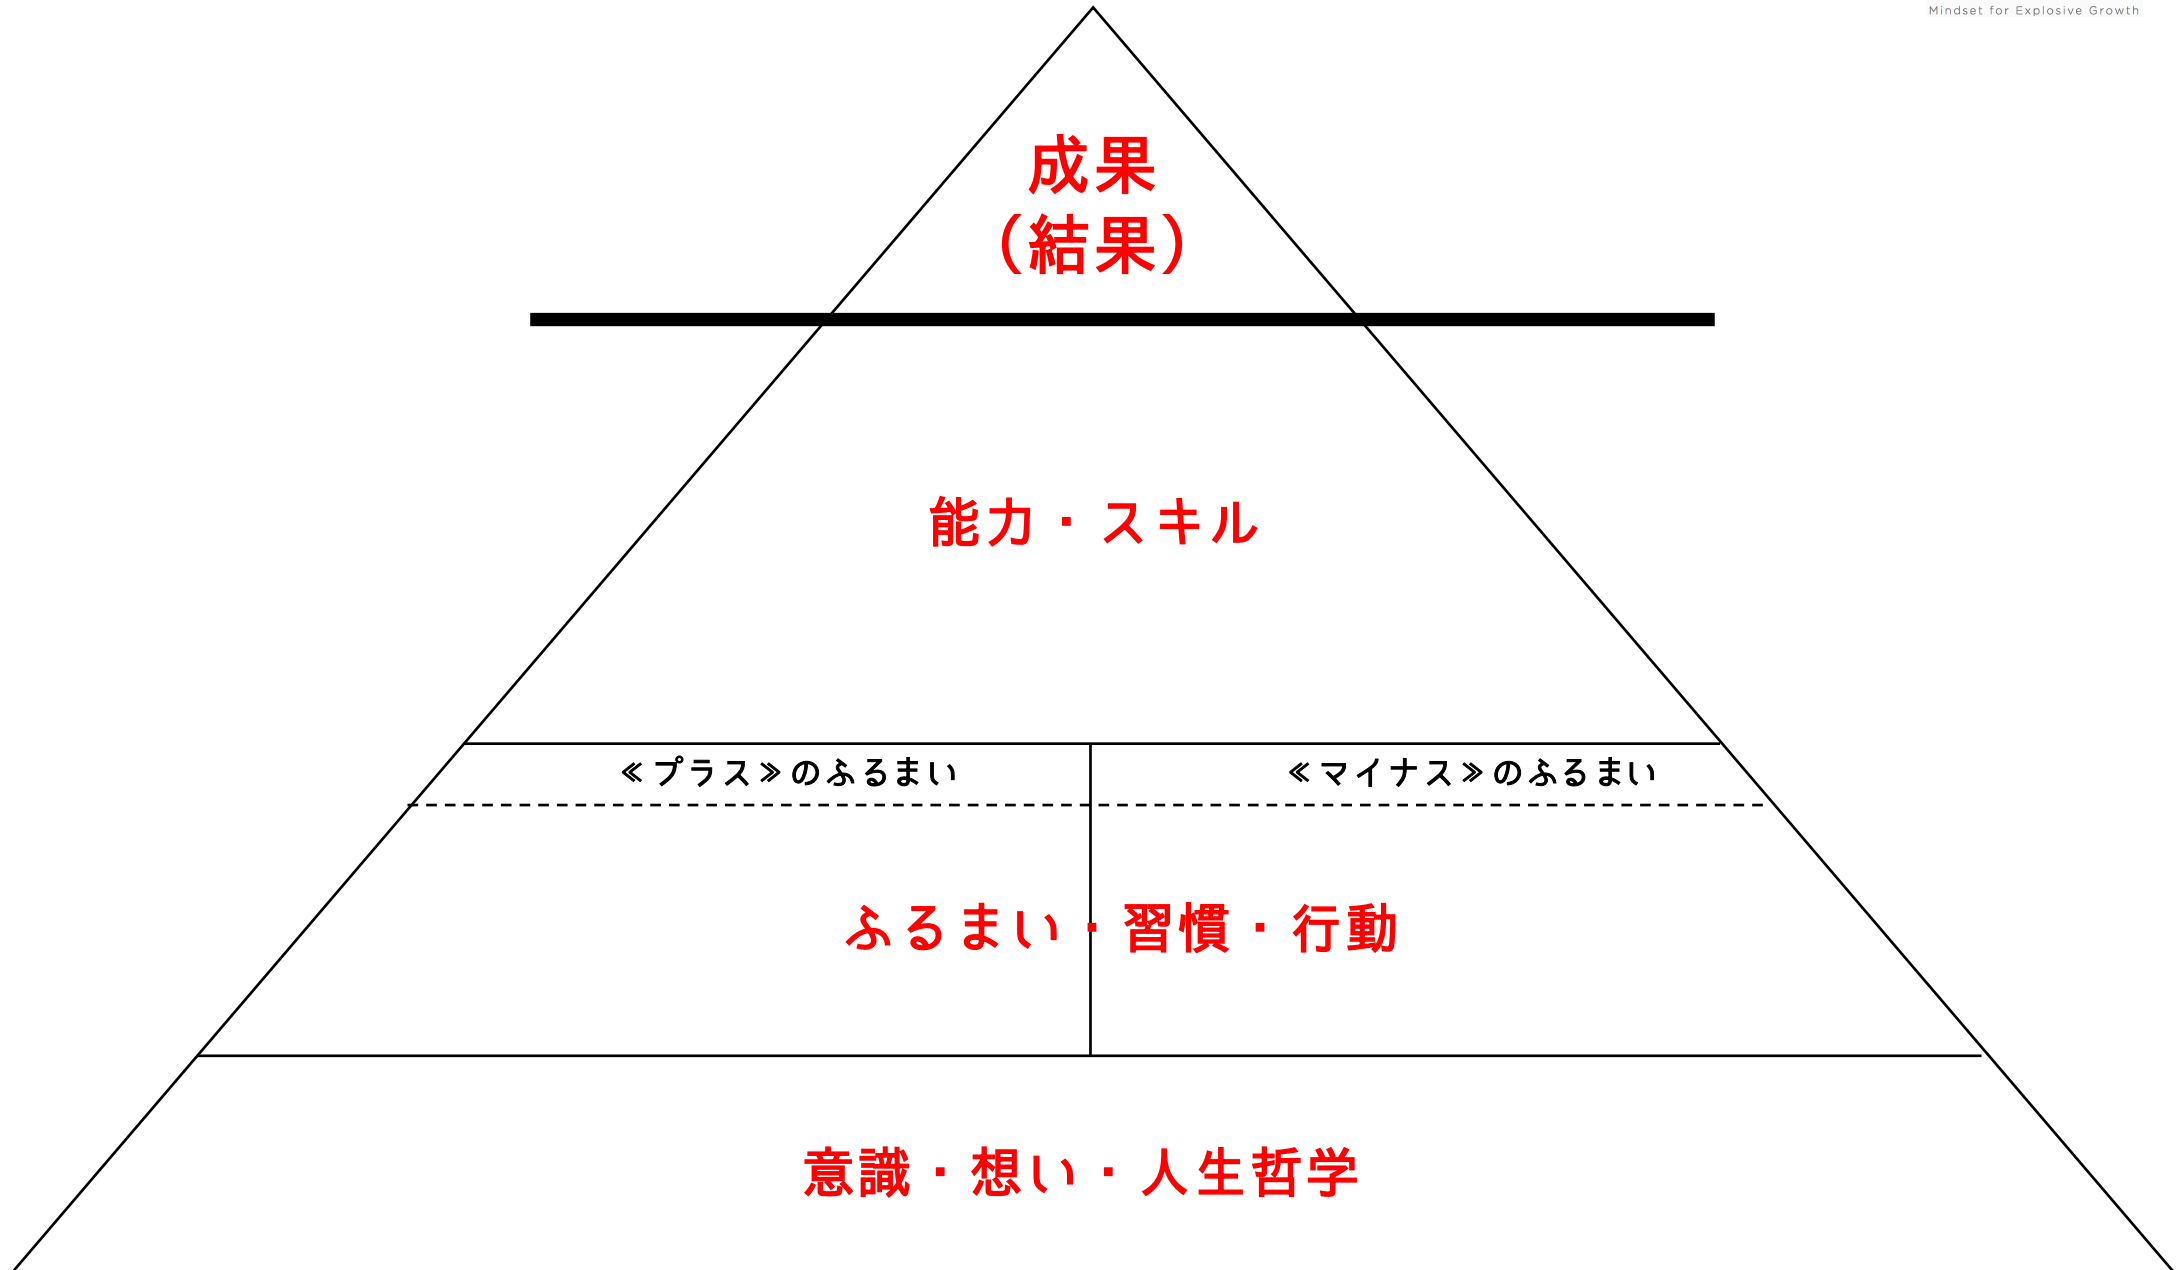 Mindset for Explosive Growth
成果
（結果）
能力・スキル
≪プラス≫のふるまい
≪マイナス≫のふるまい
ふるまい・習慣・行動
意識・想い・人生哲学